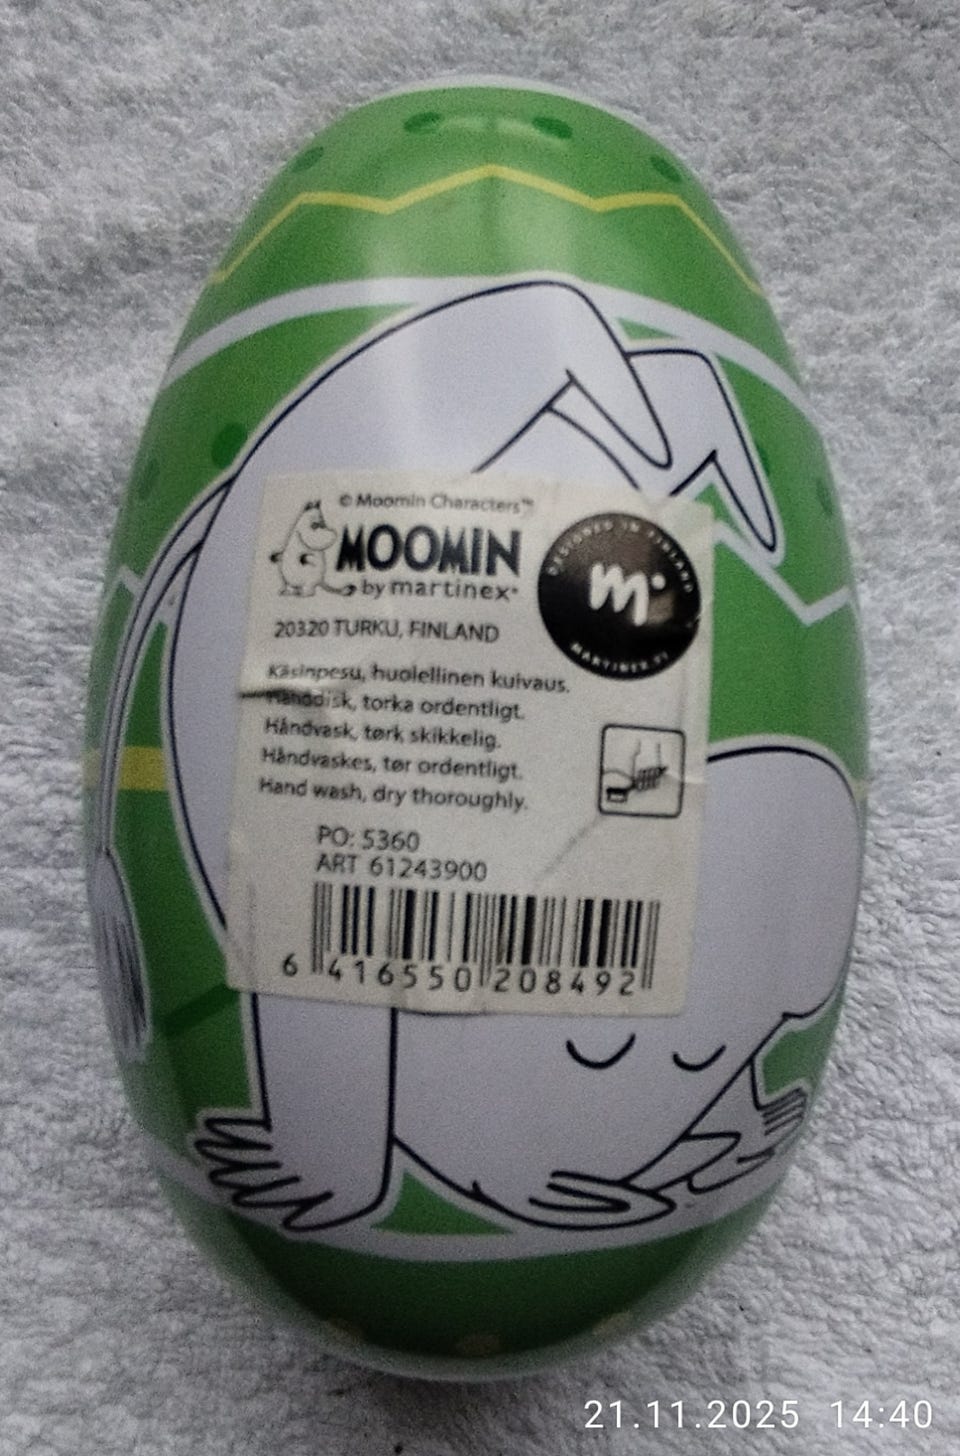 © Moomin Characters™
MOOMIN
by martinex®
20320 TURKU, FINLAND
DESIGNED IN FINLAND
m
MARTINEX.FI
Käsinpesu, huolellinen kuivaus.
Handdisk, torka ordentligt.
Håndvask, tørk skikkelig.
Håndvaskes, tør ordentligt.
Hand wash, dry thoroughly.
PO: 5360
ART 61243900
6 416550 208492
21.11.2025 14:40